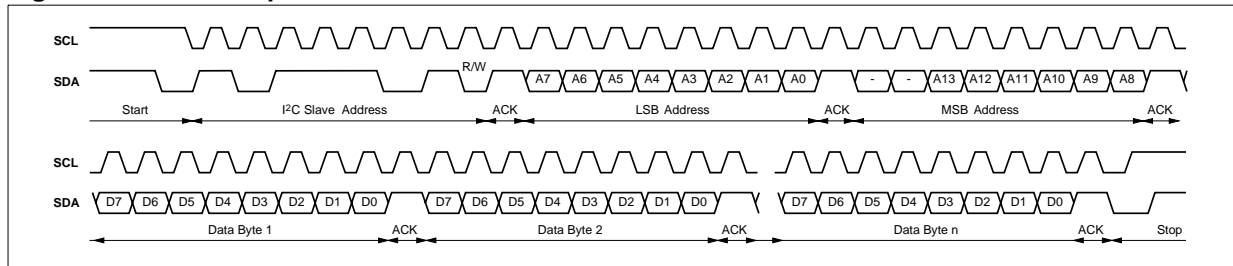 SCL
R/W
SDA A7 A6 A5 A4 A3 A2 A1 A0 - - A13 A12 A11 A10 A9 A8
Start I²C Slave Address ACK LSB Address ACK MSB Address ACK
SCL
SDA D7 D6 D5 D4 D3 D2 D1 D0 D7 D6 D5 D4 D3 D2 D1 D0 D7 D6 D5 D4 D3 D2 D1 D0
Data Byte 1 ACK Data Byte 2 ACK Data Byte n ACK Stop